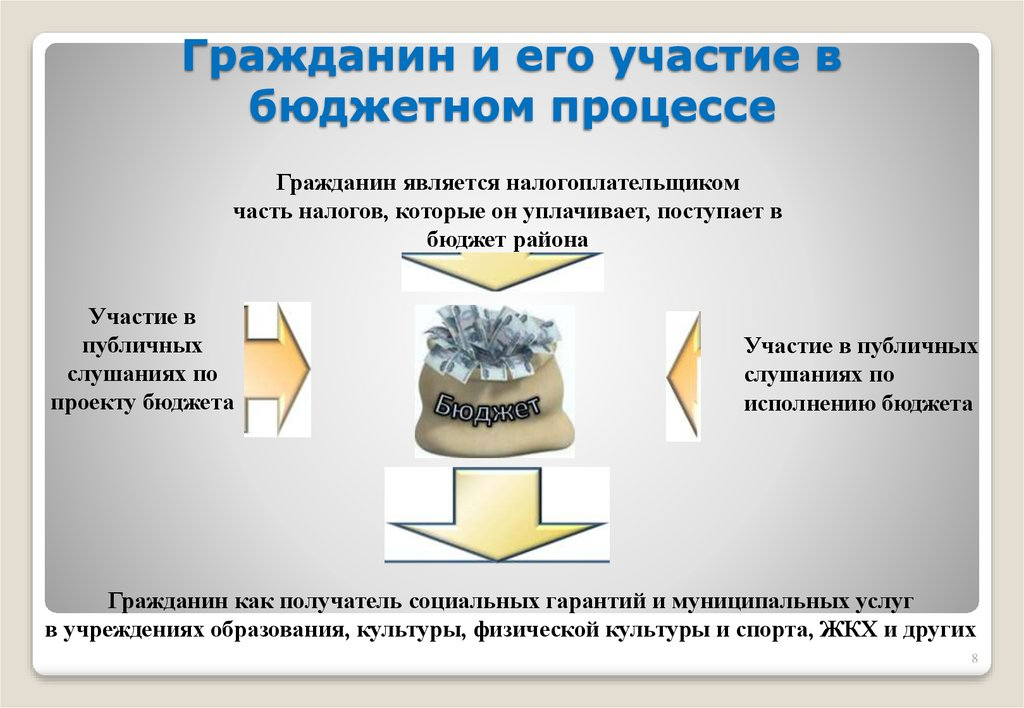 Гражданин и его участие в
бюджетном процессе
Гражданин является налогоплательщиком
часть налогов, которые он уплачивает, поступает в
бюджет района
Участие в
публичных
слушаниях по
проекту бюджета
Бюджет
Участие в публичных
слушаниях по
исполнению бюджета
Гражданин как получатель социальных гарантий и муниципальных услуг
в учреждениях образования, культуры, физической культуры и спорта, ЖКХ и других
8